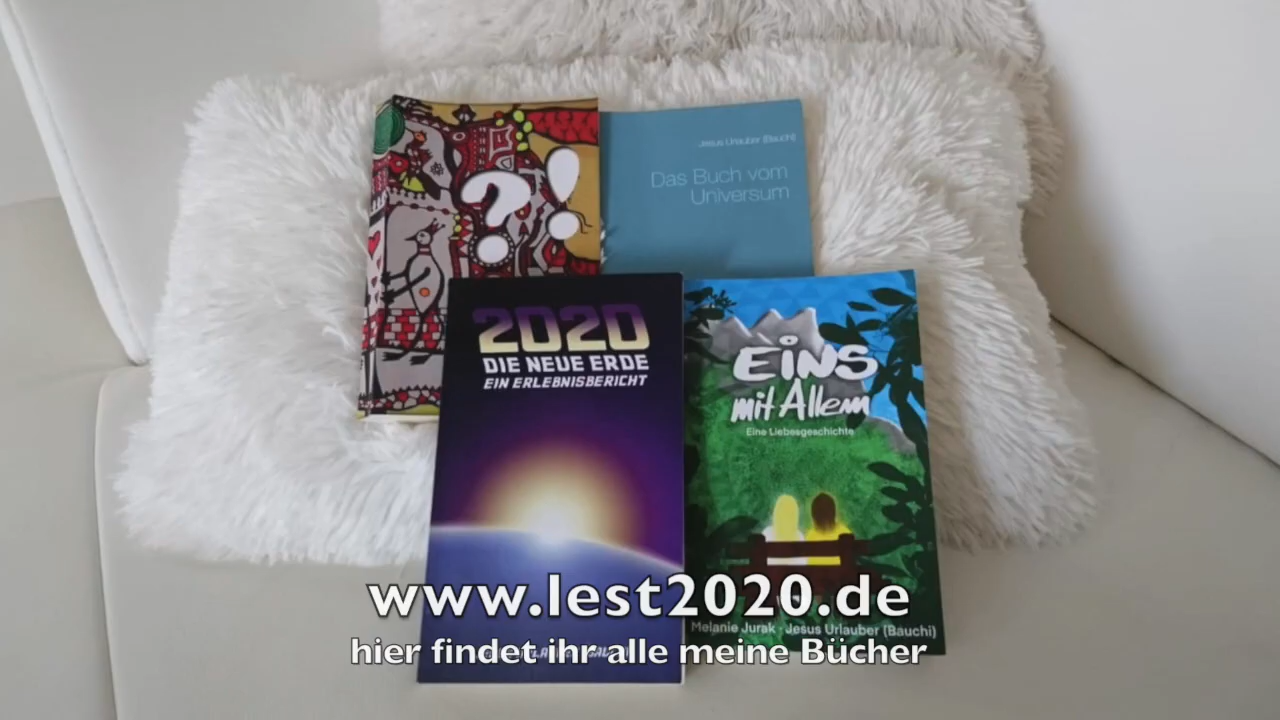 ?!
Jesus Urlauber (Bauchi)
Das Buch vom
Universum
2020
DIE NEUE ERDE
EIN ERLEBNISBERICHT
EINS
mit Allem
Eine Liebesgeschichte
Melanie Jurak · Jesus Urlauber (Bauchi)
www.lest2020.de
hier findet ihr alle meine Bücher